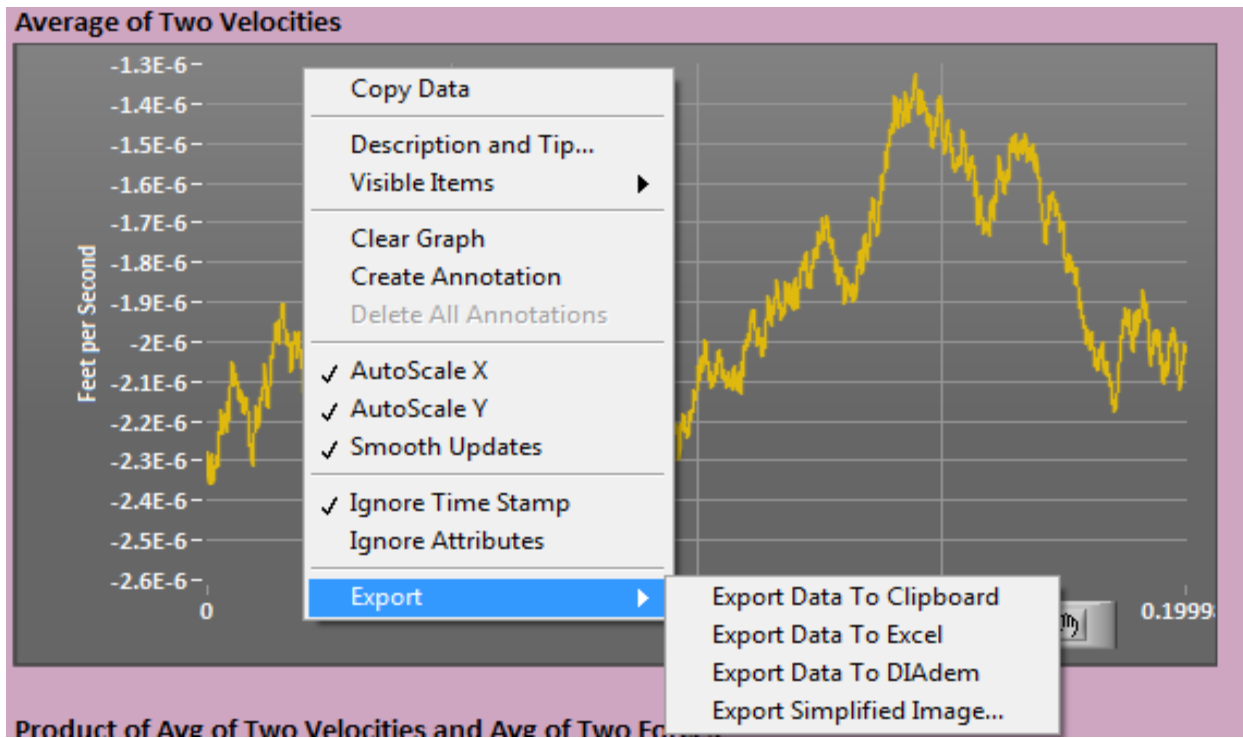 Average of Two Velocities
-1.3E-6
-1.4E-6
-1.5E-6
-1.6E-6
-1.7E-6
-1.8E-6
-1.9E-6
-2E-6
-2.1E-6
-2.2E-6
-2.3E-6
-2.4E-6
-2.5E-6
-2.6E-6
Feet per Second
0
0.1999
Copy Data
Description and Tip...
Visible Items
Clear Graph
Create Annotation
Delete All Annotations
AutoScale X
AutoScale Y
Smooth Updates
Ignore Time Stamp
Ignore Attributes
Export
Export Data To Clipboard
Export Data To Excel
Export Data To DIAdem
Export Simplified Image...
Product of Avg of Two Velocities and Avg of Two